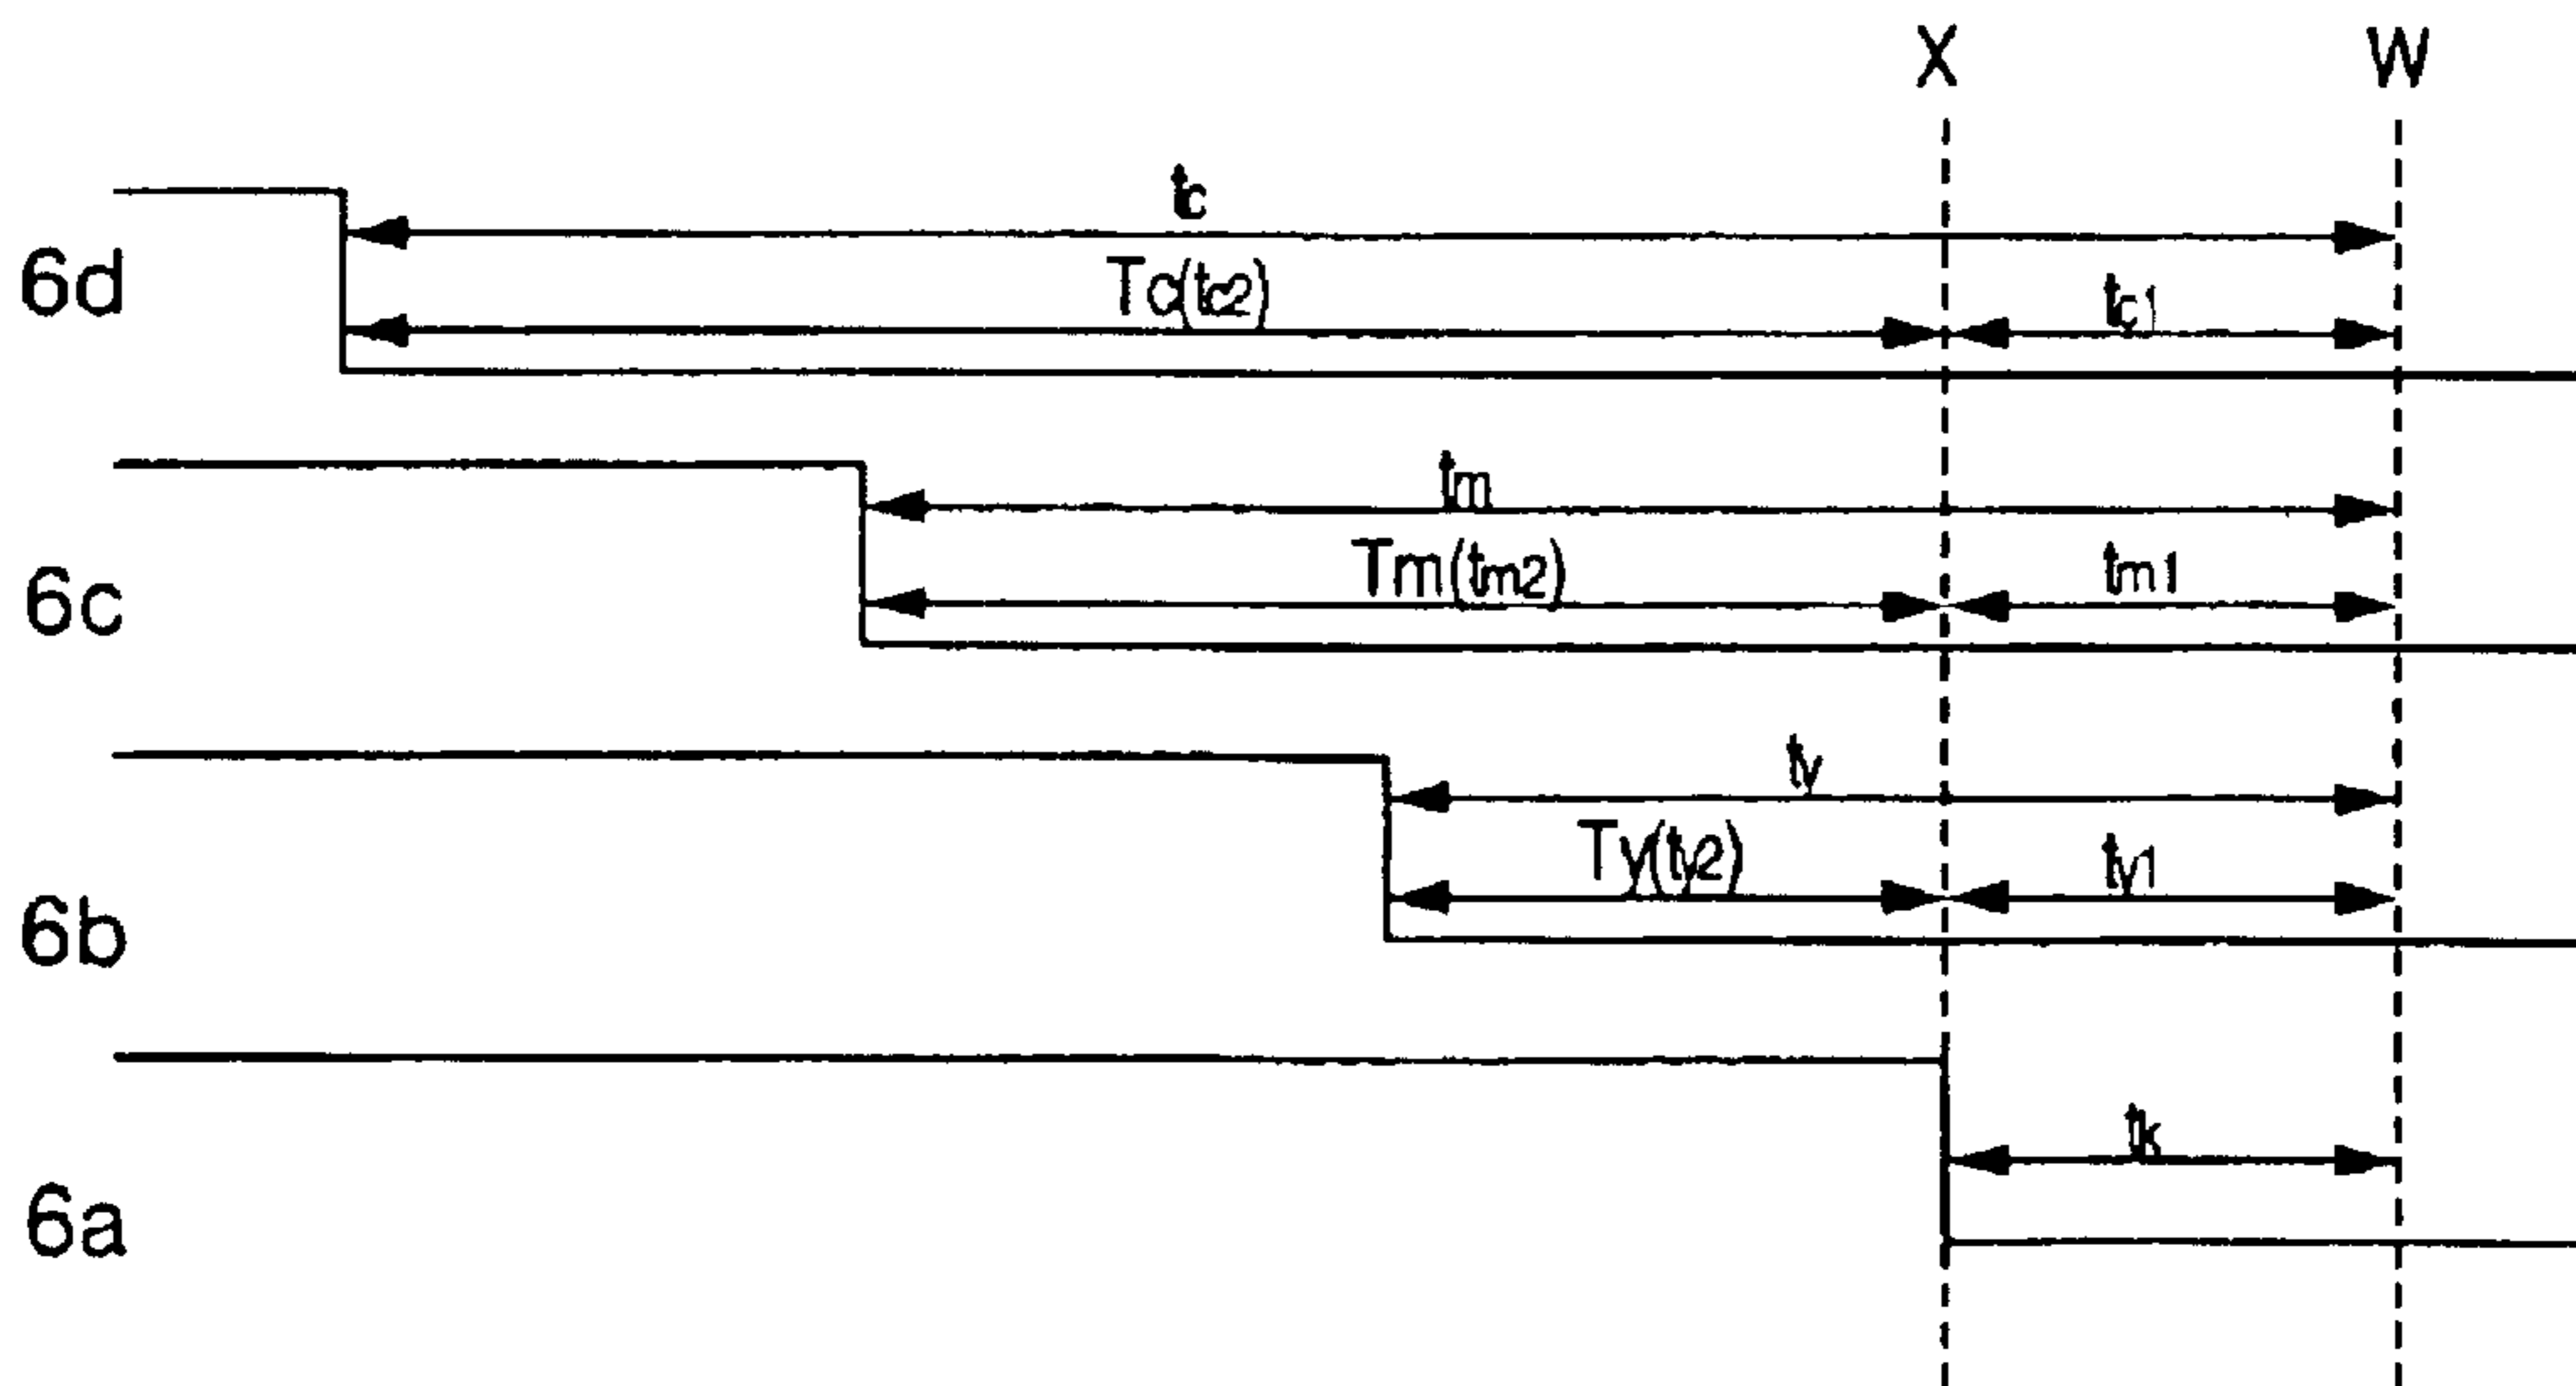 X W
tc
6d
Tc(tc2) tc1
tm
6c
Tm(tm2) tm1
ty
Ty(ty2) ty1
6b
tk
6a